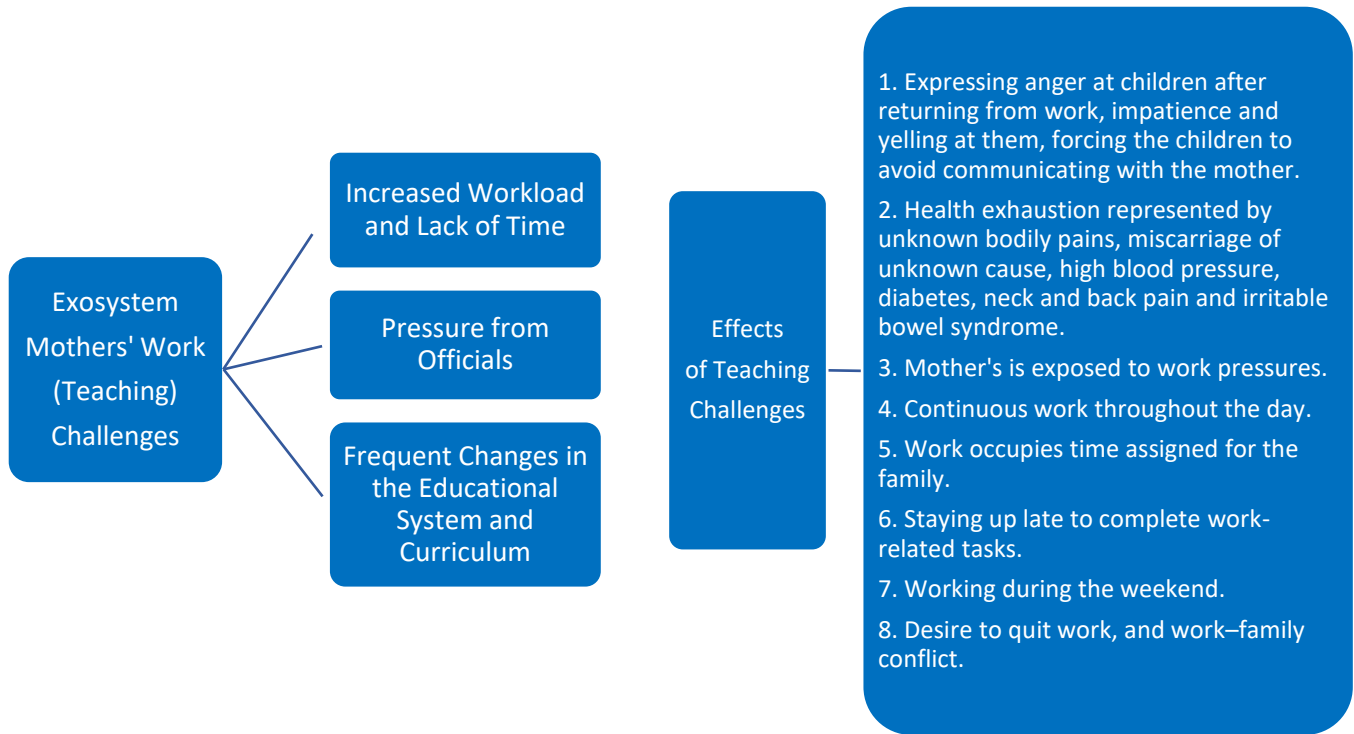 Exosystem
Mothers' Work
(Teaching)
Challenges
Increased Workload
and Lack of Time
Pressure from
Officials
Frequent Changes in
the Educational
System and
Curriculum
Effects
of Teaching
Challenges
1. Expressing anger at children after
returning from work, impatience and
yelling at them, forcing the children to
avoid communicating with the mother.
2. Health exhaustion represented by
unknown bodily pains, miscarriage of
unknown cause, high blood pressure,
diabetes, neck and back pain and irritable
bowel syndrome.
3. Mother's is exposed to work pressures.
4. Continuous work throughout the day.
5. Work occupies time assigned for the
family.
6. Staying up late to complete work-
related tasks.
7. Working during the weekend.
8. Desire to quit work, and work–family
conflict.